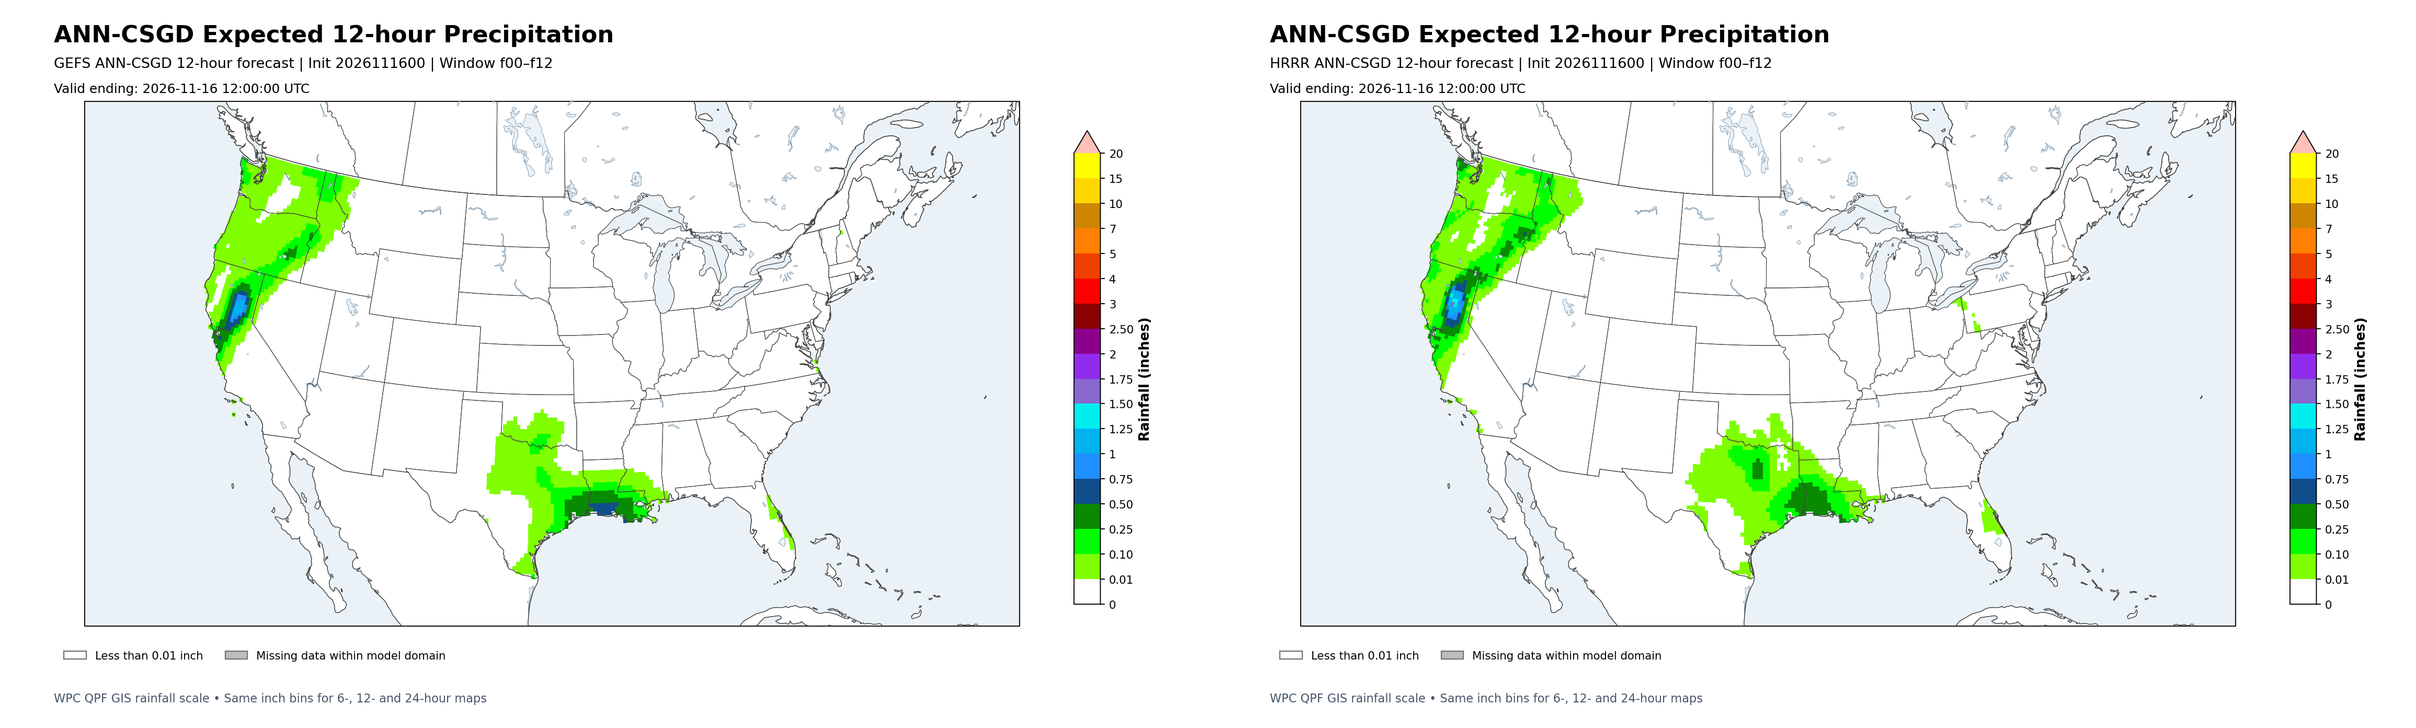 ANN-CSGD Expected 12-hour Precipitation
GEFS ANN-CSGD 12-hour forecast | Init 2026111600 | Window f00–f12
Valid ending: 2026-11-16 12:00:00 UTC
20
15
10
7
5
4
3
2.50
2
1.75
1.50
1.25
1
0.75
0.50
0.25
0.10
0.01
0
Rainfall (inches)
Less than 0.01 inch
Missing data within model domain
WPC QPF GIS rainfall scale • Same inch bins for 6-, 12- and 24-hour maps
ANN-CSGD Expected 12-hour Precipitation
HRRR ANN-CSGD 12-hour forecast | Init 2026111600 | Window f00–f12
Valid ending: 2026-11-16 12:00:00 UTC
20
15
10
7
5
4
3
2.50
2
1.75
1.50
1.25
1
0.75
0.50
0.25
0.10
0.01
0
Rainfall (inches)
Less than 0.01 inch
Missing data within model domain
WPC QPF GIS rainfall scale • Same inch bins for 6-, 12- and 24-hour maps